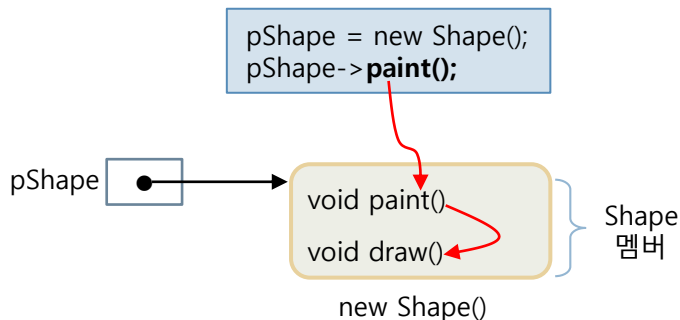 pShape = new Shape();
pShape->paint();
pShape
void paint()
void draw()
Shape
멤버
new Shape()